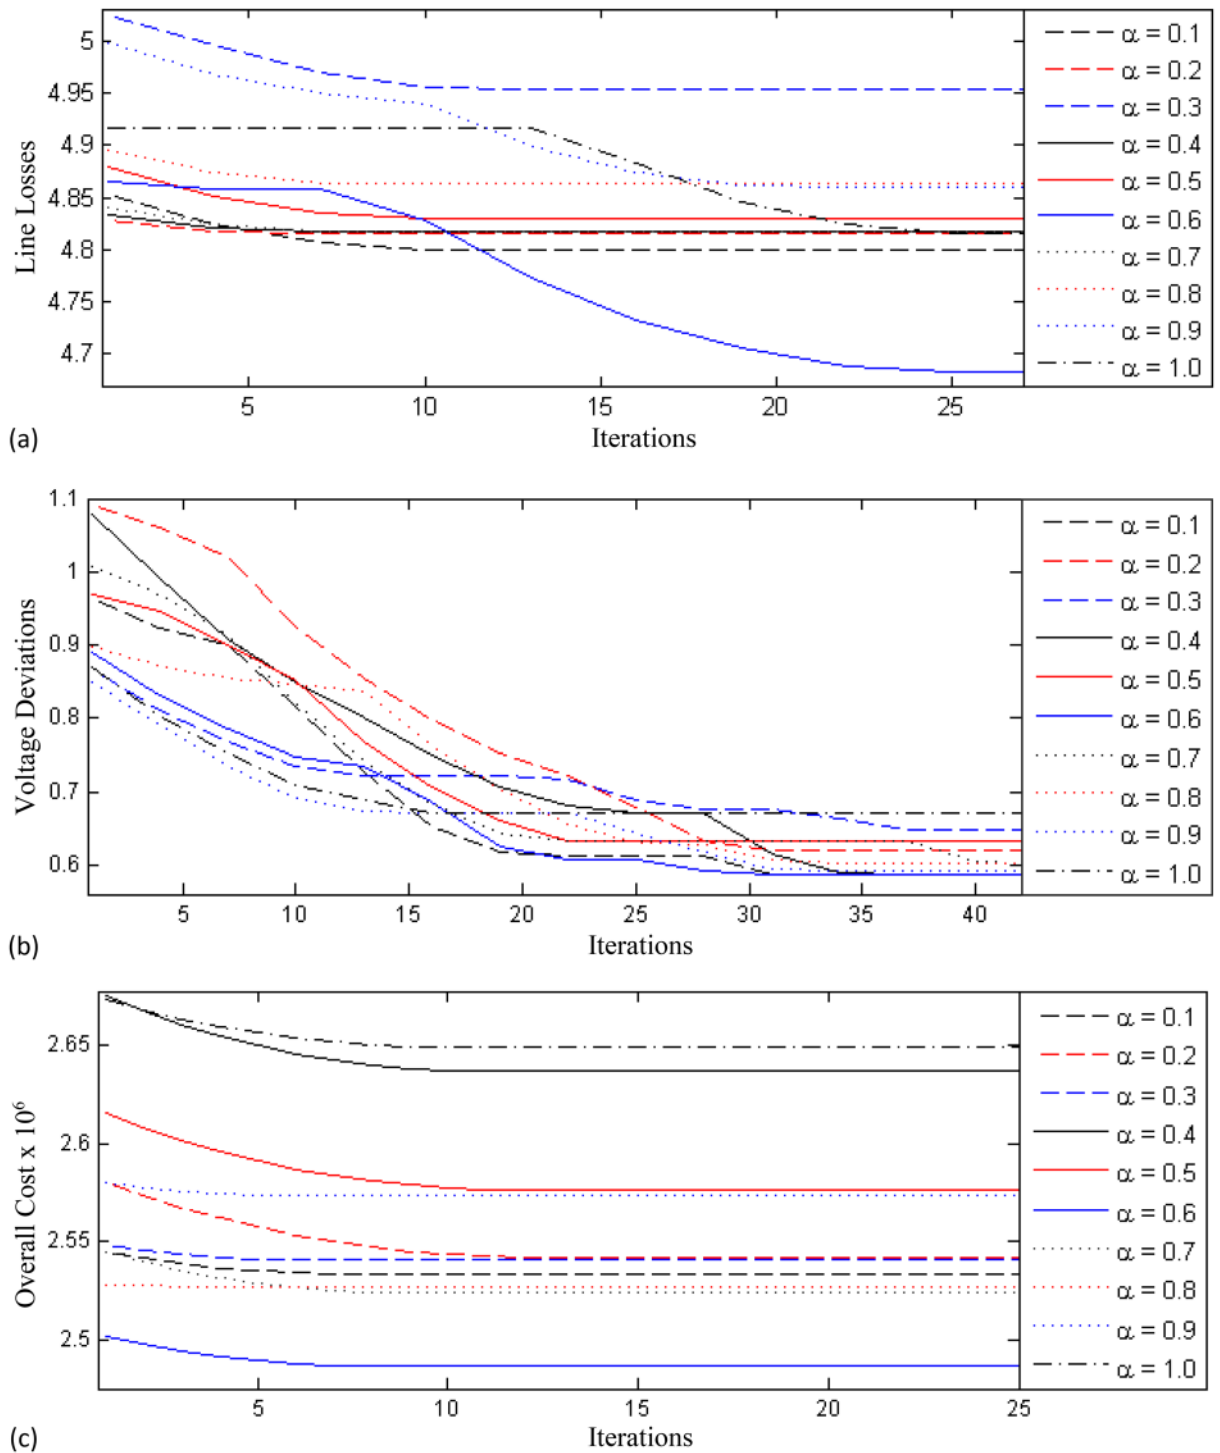 5
4.95
4.9
4.85
4.8
4.75
4.7
Line Losses
5
10
15
20
25
Iterations
(a)
α = 0.1
α = 0.2
α = 0.3
α = 0.4
α = 0.5
α = 0.6
α = 0.7
α = 0.8
α = 0.9
α = 1.0
1.1
1
0.9
0.8
0.7
0.6
Voltage Deviations
5
10
15
20
25
30
35
40
Iterations
(b)
α = 0.1
α = 0.2
α = 0.3
α = 0.4
α = 0.5
α = 0.6
α = 0.7
α = 0.8
α = 0.9
α = 1.0
2.65
2.6
2.55
2.5
Overall Cost x 10⁶
5
10
15
20
25
Iterations
(c)
α = 0.1
α = 0.2
α = 0.3
α = 0.4
α = 0.5
α = 0.6
α = 0.7
α = 0.8
α = 0.9
α = 1.0